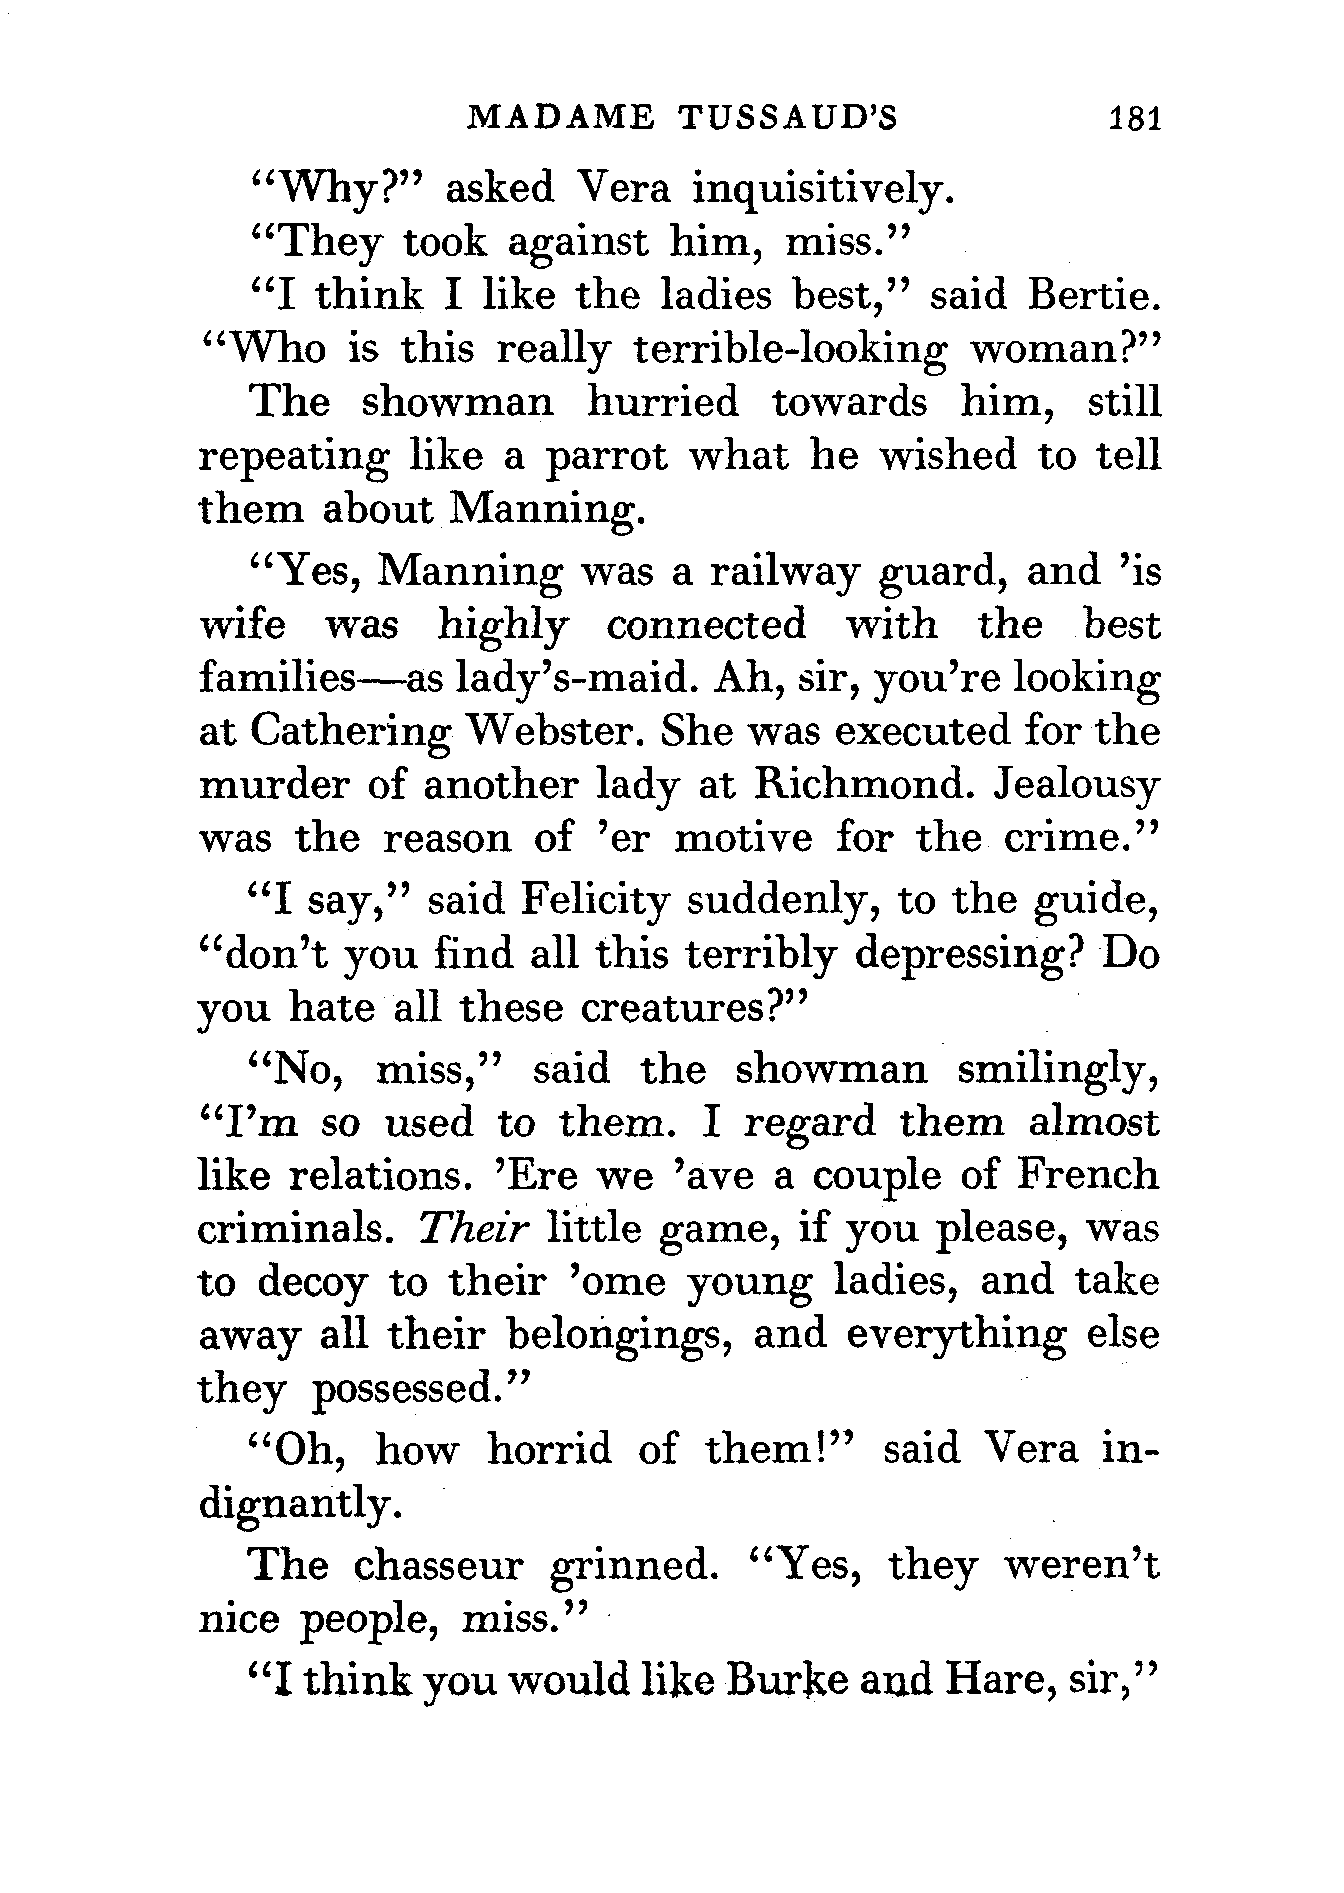 MADAME TUSSAUD'S 181
“Why?” asked Vera inquisitively.
“They took against him, miss.”
“I think I like the ladies best,” said Bertie.
“Who is this really terrible-looking woman?”
The showman hurried towards him, still
repeating like a parrot what he wished to tell
them about Manning.
“Yes, Manning was a railway guard, and ’is
wife was highly connected with the best
families—as lady’s-maid. Ah, sir, you’re looking
at Cathering Webster. She was executed for the
murder of another lady at Richmond. Jealousy
was the reason of ’er motive for the crime.”
“I say,” said Felicity suddenly, to the guide,
“don’t you find all this terribly depressing? Do
you hate all these creatures?”
“No, miss,” said the showman smilingly,
“I’m so used to them. I regard them almost
like relations. ’Ere we ’ave a couple of French
criminals. Their little game, if you please, was
to decoy to their ’ome young ladies, and take
away all their belongings, and everything else
they possessed.”
“Oh, how horrid of them!” said Vera in-
dignantly.
The chasseur grinned. “Yes, they weren’t
nice people, miss.”
“I think you would like Burke and Hare, sir,”